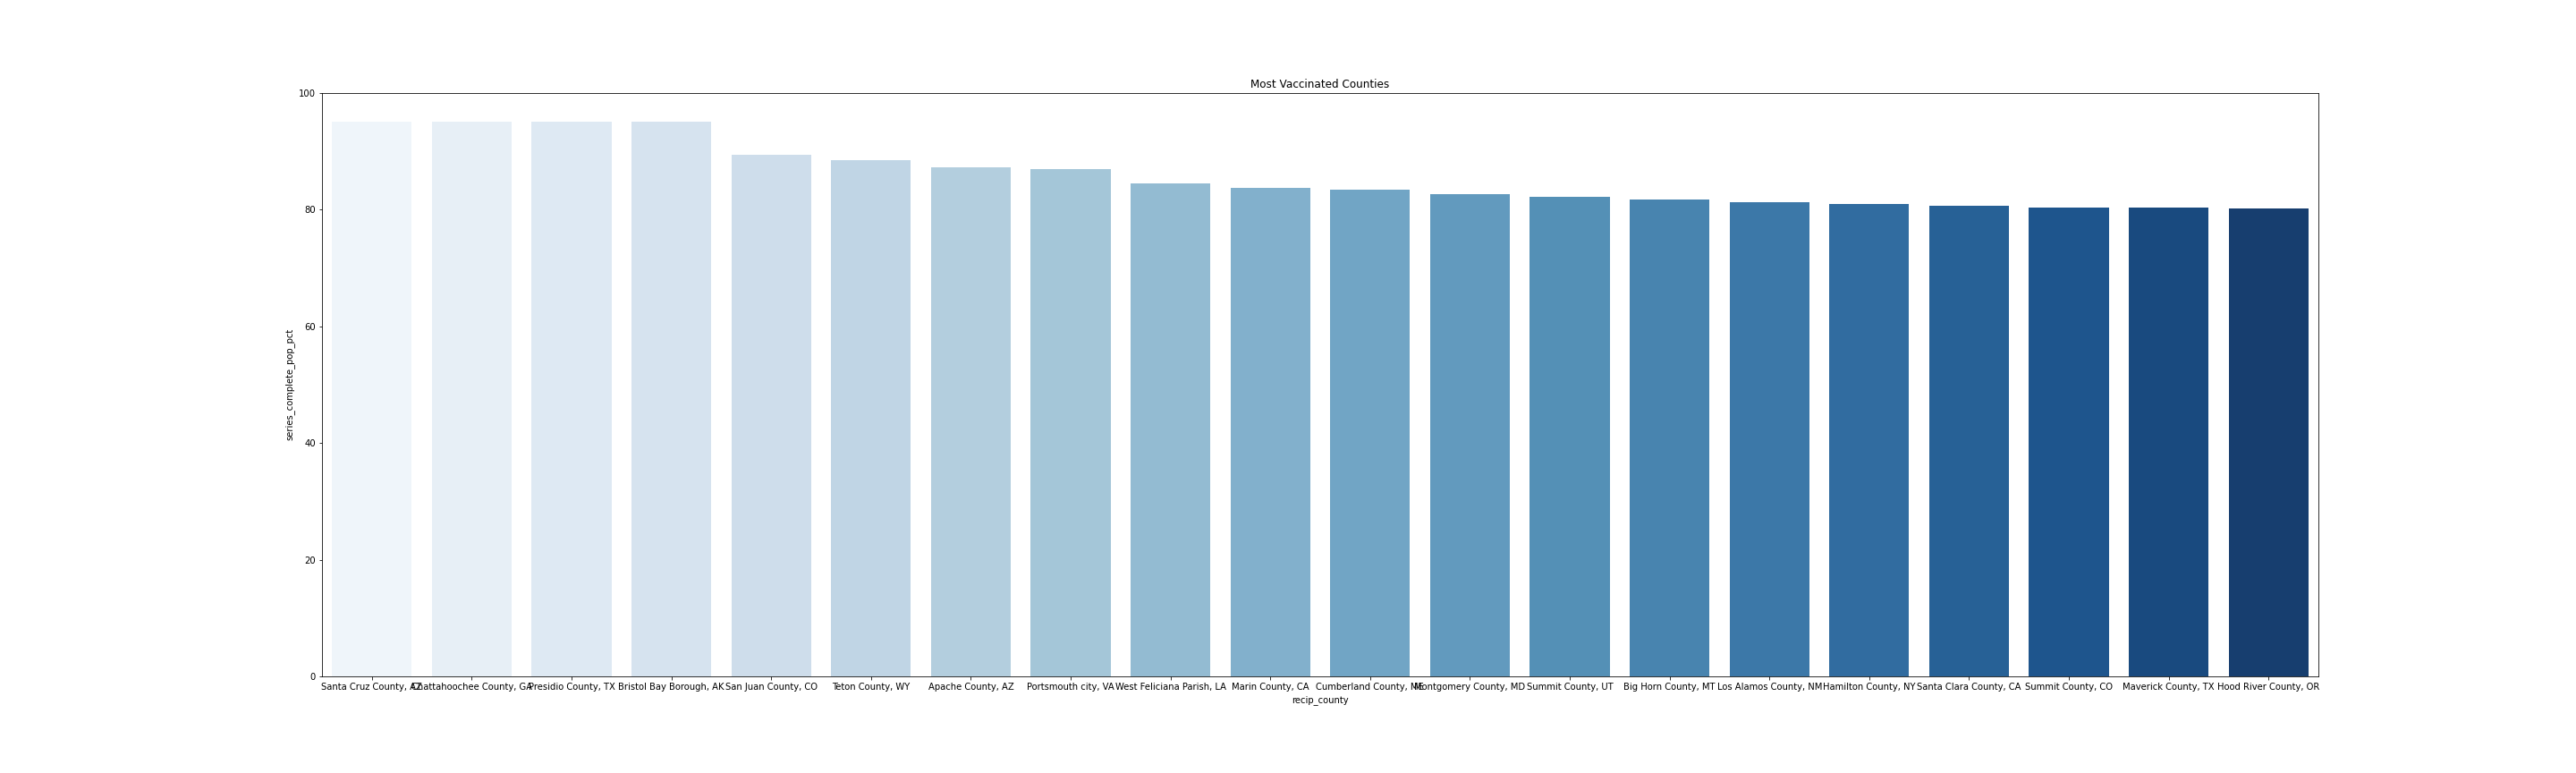 Most Vaccinated Counties
100
80
60
40
20
0
series_complete_pop_pct
Santa Cruz County, AZ
Chattahoochee County, GA
Presidio County, TX
Bristol Bay Borough, AK
San Juan County, CO
Teton County, WY
Apache County, AZ
Portsmouth city, VA
West Feliciana Parish, LA
Marin County, CA
Cumberland County, ME
Montgomery County, MD
Summit County, UT
Big Horn County, MT
Los Alamos County, NM
Hamilton County, NY
Santa Clara County, CA
Summit County, CO
Maverick County, TX
Hood River County, OR
recip_county